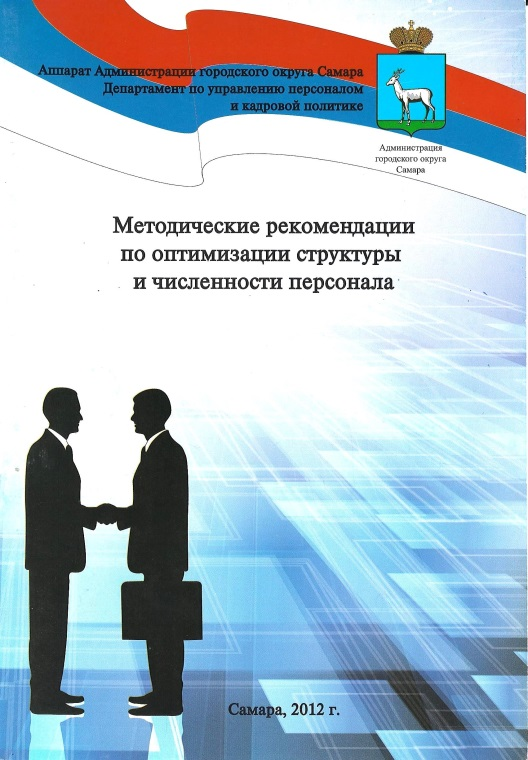 Аппарат Администрации городского округа Самара
Департамент по управлению персоналом
и кадровой политике
Администрация
городского округа
Самара
Методические рекомендации
по оптимизации структуры
и численности персонала
Самара, 2012 г.